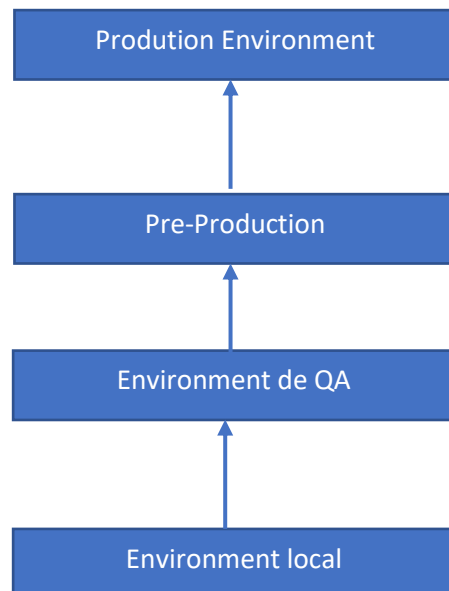 Prodution Environment
Pre-Production
Environment de QA
Environment local